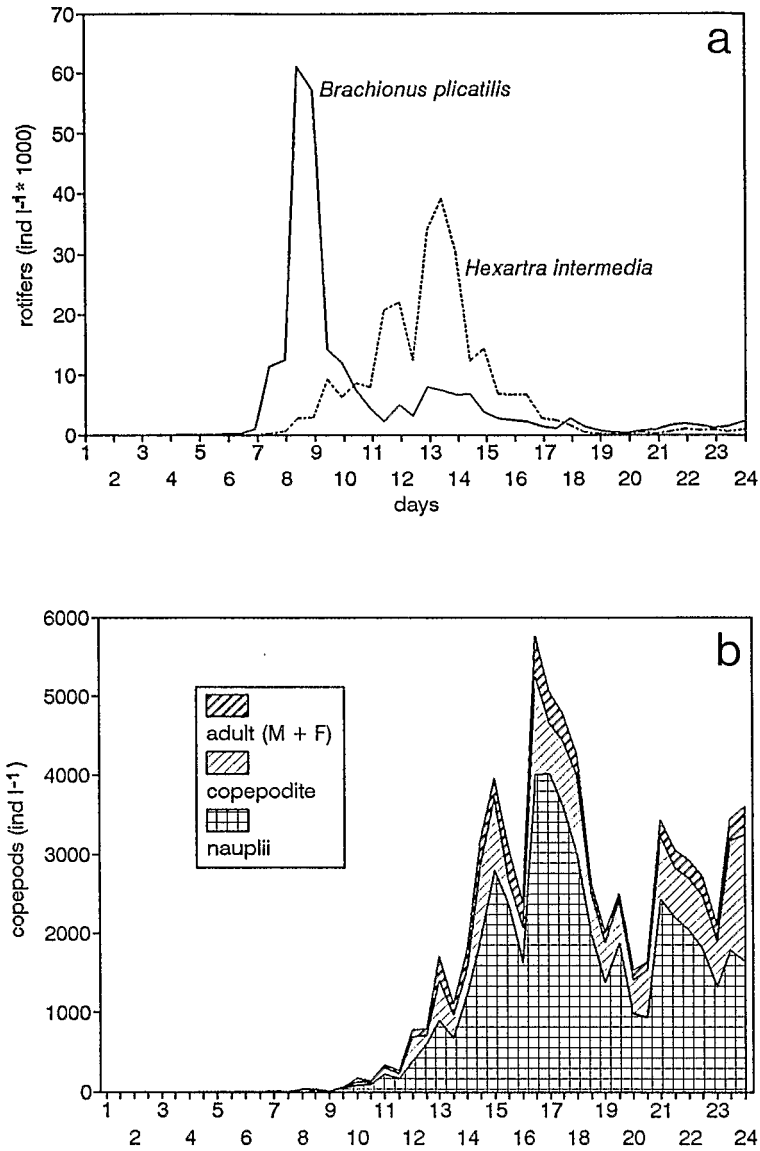 70
60
50
40
30
20
10
0
rotifers (ind l-1* 1000)
a
Brachionus plicatilis
Hexartra intermedia
1 3 5 7 9 11 13 15 17 19 21 23
2 4 6 8 10 12 14 16 18 20 22 24
days
6000
5000
4000
3000
2000
1000
0
copepods (ind l-1)
b
adult (M + F)
copepodite
nauplii
1 3 5 7 9 11 13 15 17 19 21 23
2 4 6 8 10 12 14 16 18 20 22 24